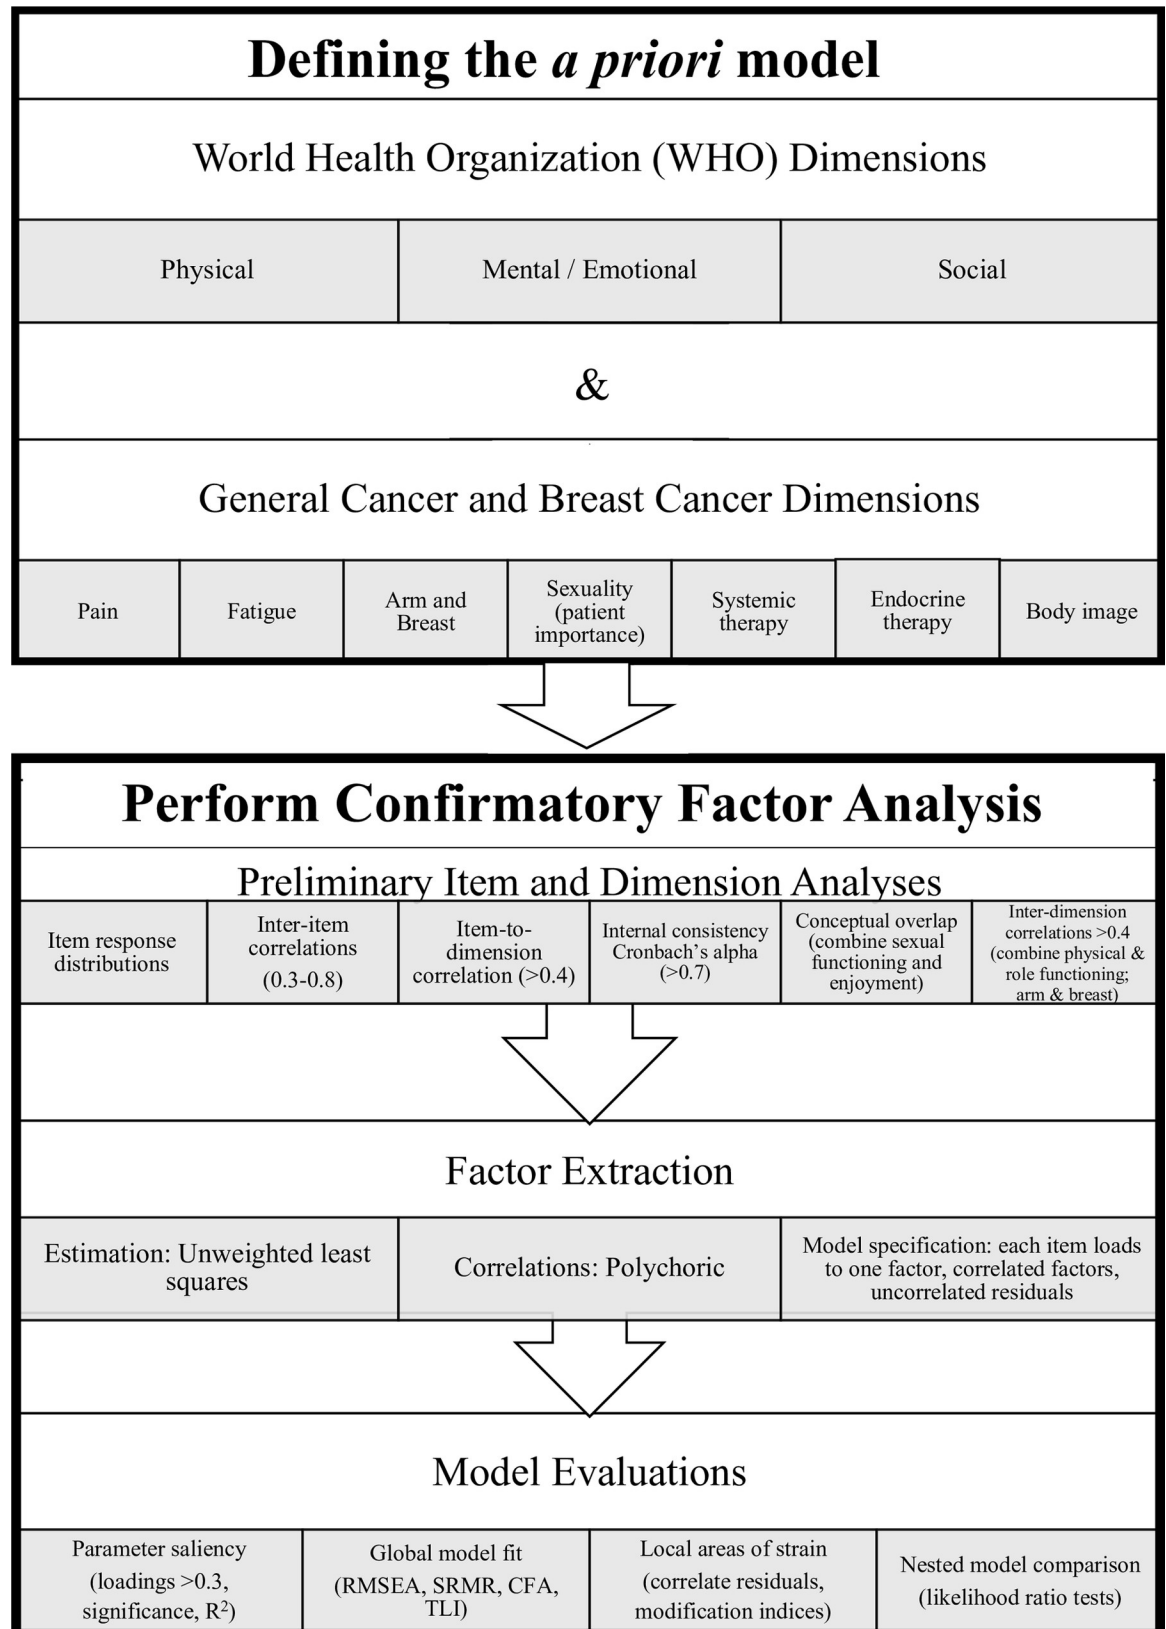 Defining the a priori model
World Health Organization (WHO) Dimensions
Physical
Mental / Emotional
Social
&
General Cancer and Breast Cancer Dimensions
Pain
Fatigue
Arm and
Breast
Sexuality
(patient
importance)
Systemic
therapy
Endocrine
therapy
Body image
Perform Confirmatory Factor Analysis
Preliminary Item and Dimension Analyses
Item response
distributions
Inter-item
correlations
(0.3-0.8)
Item-to-
dimension
correlation (>0.4)
Internal consistency
Cronbach’s alpha
(>0.7)
Conceptual overlap
(combine sexual
functioning and
enjoyment)
Inter-dimension
correlations >0.4
(combine physical &
role functioning;
arm & breast)
Factor Extraction
Estimation: Unweighted least
squares
Correlations: Polychoric
Model specification: each item loads
to one factor, correlated factors,
uncorrelated residuals
Model Evaluations
Parameter saliency
(loadings >0.3,
significance, R²)
Global model fit
(RMSEA, SRMR, CFA,
TLI)
Local areas of strain
(correlate residuals,
modification indices)
Nested model comparison
(likelihood ratio tests)